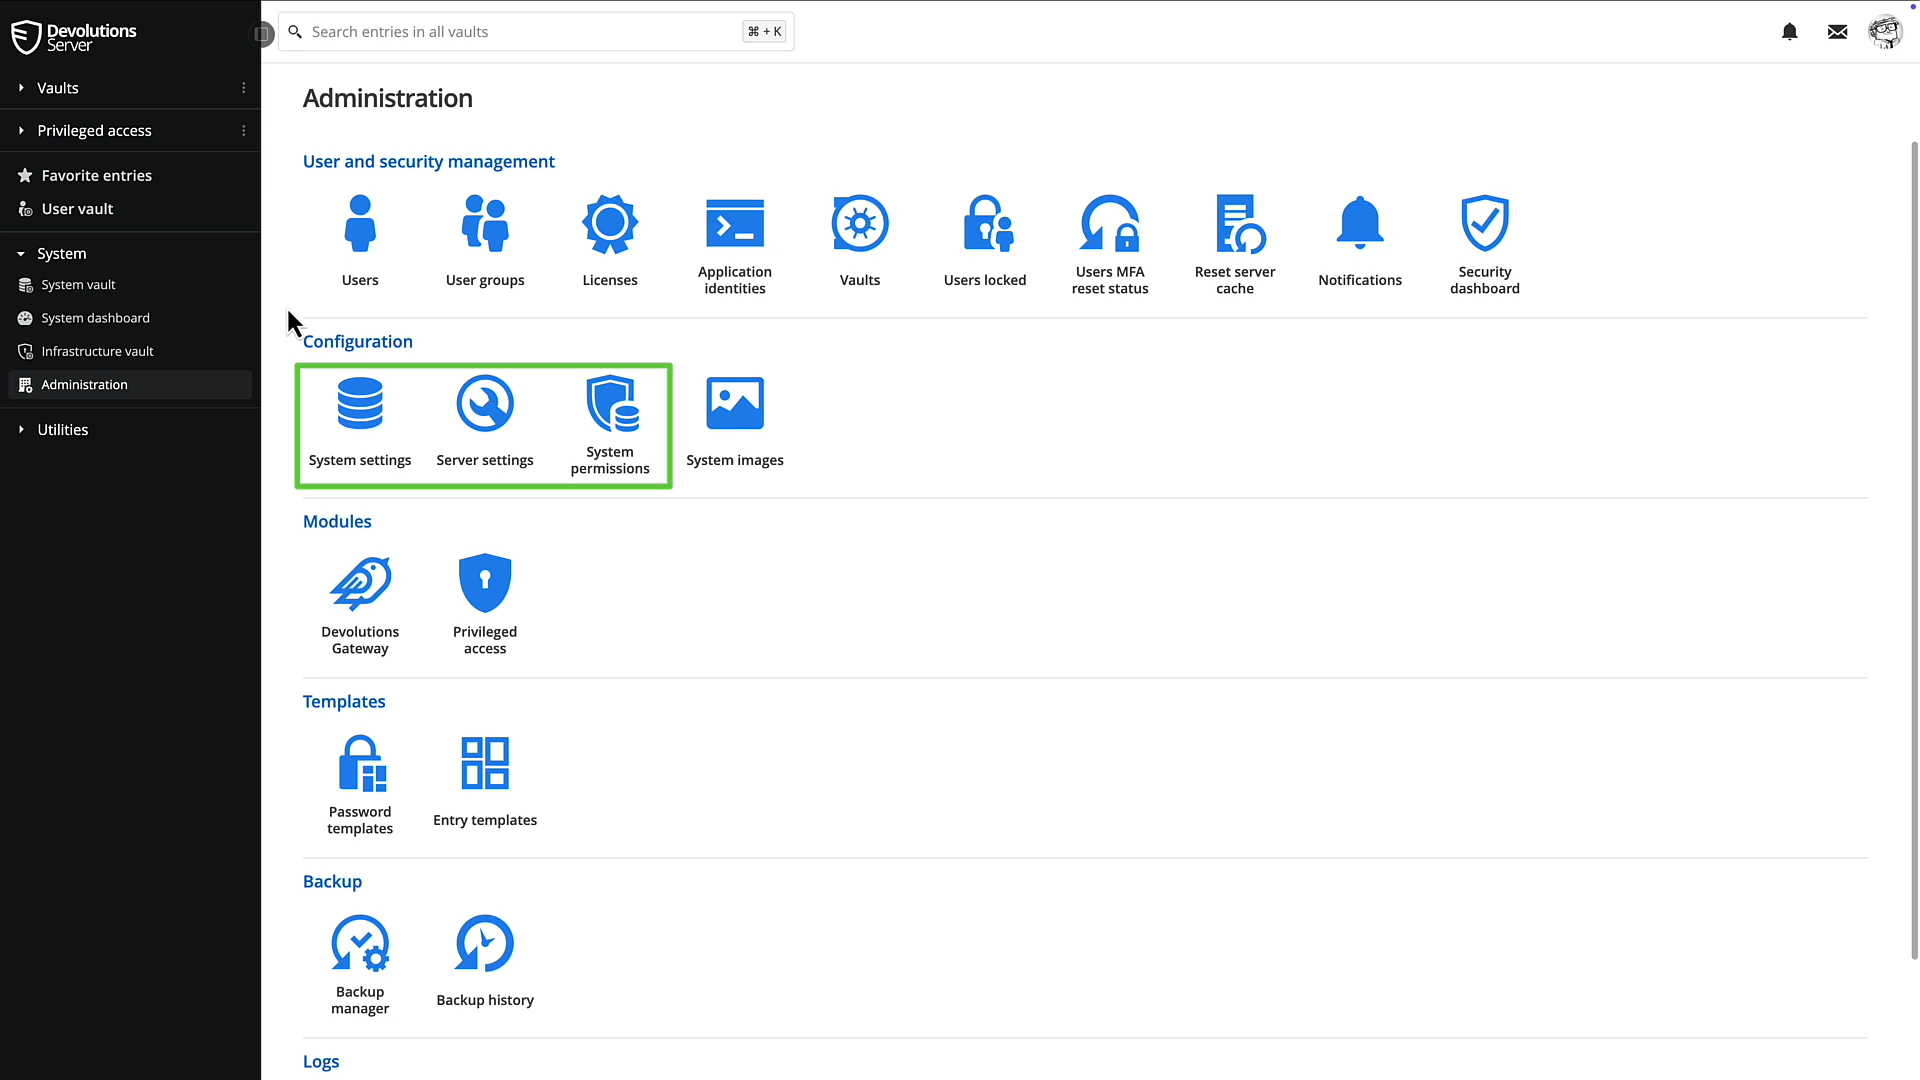 Devolutions
Server
Search entries in all vaults
⌘ + K
Vaults
Privileged access
Favorite entries
User vault
System
System vault
System dashboard
Infrastructure vault
Administration
Utilities
Administration
User and security management
Users
User groups
Licenses
Application
identities
Vaults
Users locked
Users MFA
reset status
Reset server
cache
Notifications
Security
dashboard
Configuration
System settings
Server settings
System
permissions
System images
Modules
Devolutions
Gateway
Privileged
access
Templates
Password
templates
Entry templates
Backup
Backup
manager
Backup history
Logs